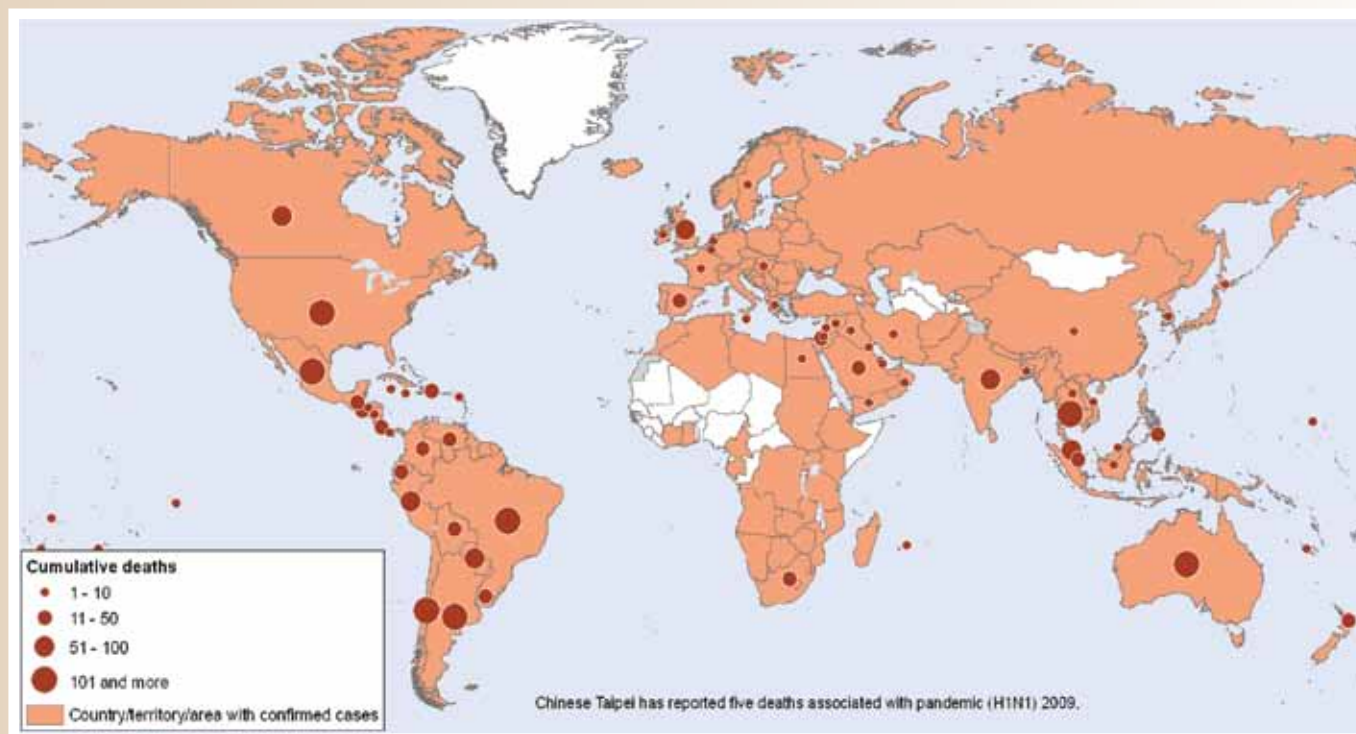 Cumulative deaths
1 - 10
11 - 50
51 - 100
101 and more
Country/territory/area with confirmed cases
Chinese Taipei has reported five deaths associated with pandemic (H1N1) 2009.